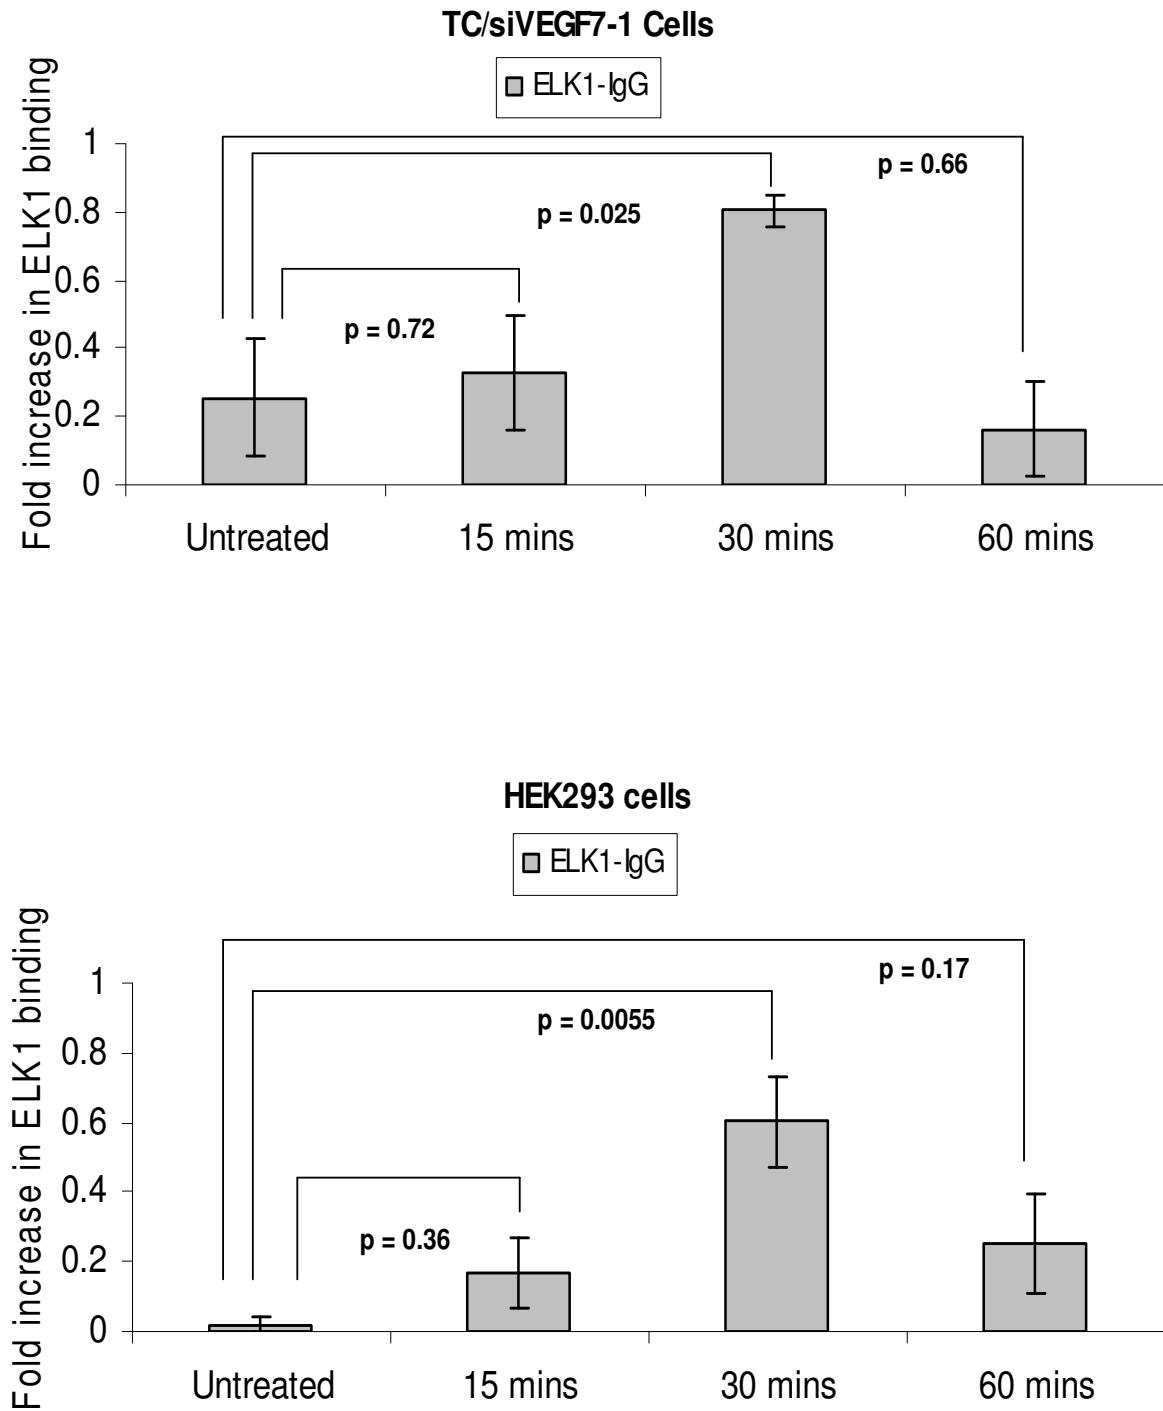 TC/siVEGF7-1 Cells
ELK1-IgG
Fold increase in ELK1 binding
1
0.8
0.6
0.4
0.2
0
p = 0.66
p = 0.025
p = 0.72
Untreated 15 mins 30 mins 60 mins
HEK293 cells
ELK1-IgG
Fold increase in ELK1 binding
1
0.8
0.6
0.4
0.2
0
p = 0.17
p = 0.0055
p = 0.36
Untreated 15 mins 30 mins 60 mins